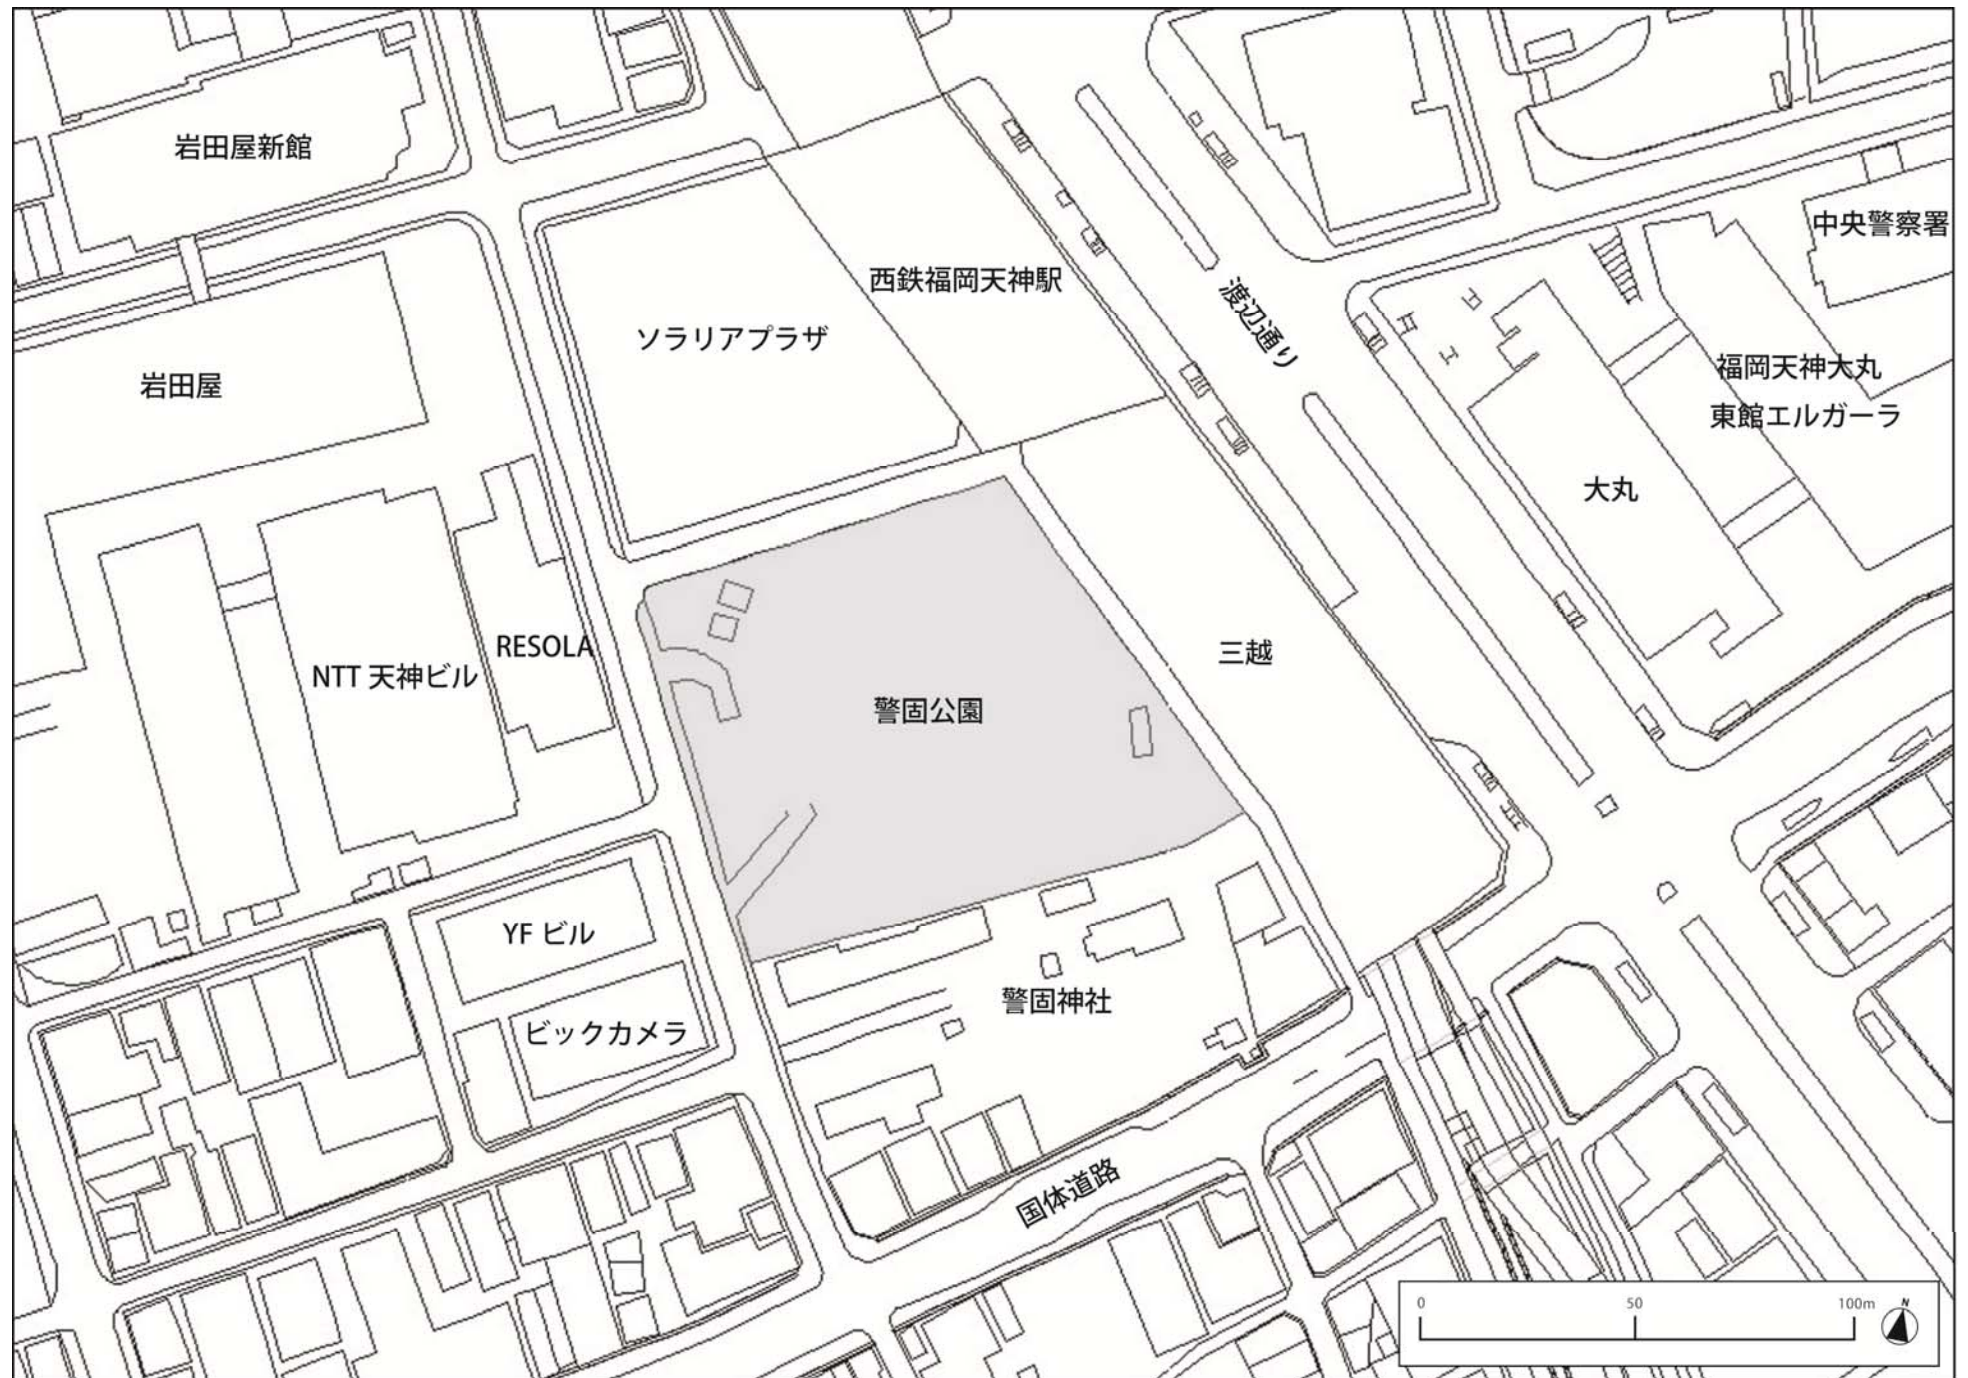 岩田屋新館
中央警察署
西鉄福岡天神駅
渡辺通り
ソラリアプラザ
岩田屋
福岡天神大丸
東館エルガーラ
大丸
RESOLA
三越
NTT 天神ビル
警固公園
YF ビル
警固神社
ビックカメラ
国体道路
0 50 100m N